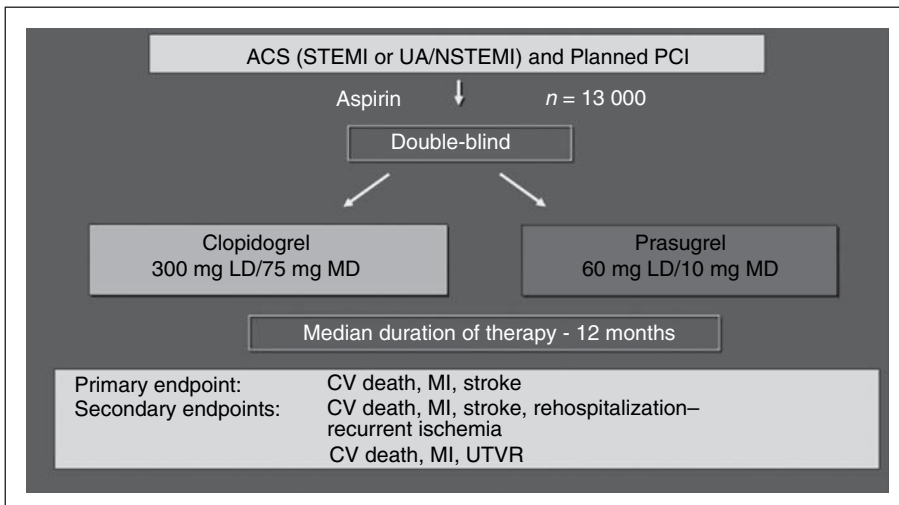 ACS (STEMI or UA/NSTEMI) and Planned PCI
Aspirin n = 13 000
Double-blind
Clopidogrel
300 mg LD/75 mg MD
Prasugrel
60 mg LD/10 mg MD
Median duration of therapy - 12 months
Primary endpoint: CV death, MI, stroke
Secondary endpoints: CV death, MI, stroke, rehospitalization–
recurrent ischemia
CV death, MI, UTVR